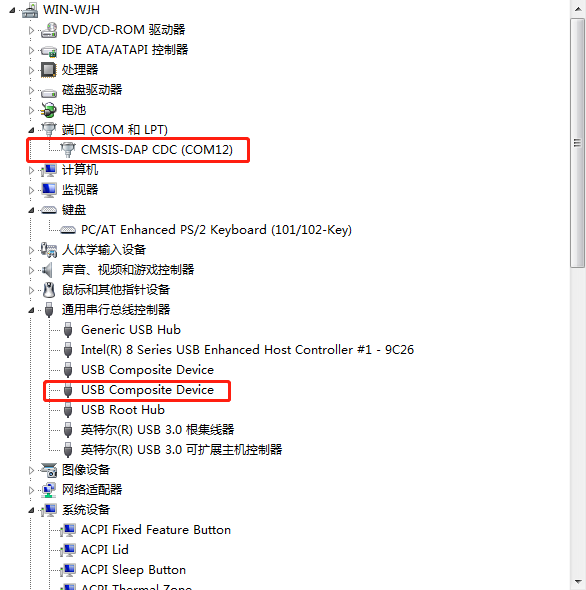 WIN-WJH
DVD/CD-ROM 驱动器
IDE ATA/ATAPI 控制器
处理器
磁盘驱动器
电池
端口 (COM 和 LPT)
CMSIS-DAP CDC (COM12)
计算机
监视器
键盘
PC/AT Enhanced PS/2 Keyboard (101/102-Key)
人体学输入设备
声音、视频和游戏控制器
鼠标和其他指针设备
通用串行总线控制器
Generic USB Hub
Intel(R) 8 Series USB Enhanced Host Controller #1 - 9C26
USB Composite Device
USB Composite Device
USB Root Hub
英特尔(R) USB 3.0 根集线器
英特尔(R) USB 3.0 可扩展主机控制器
图像设备
网络适配器
系统设备
ACPI Fixed Feature Button
ACPI Lid
ACPI Sleep Button
ACPI Thermal Zone